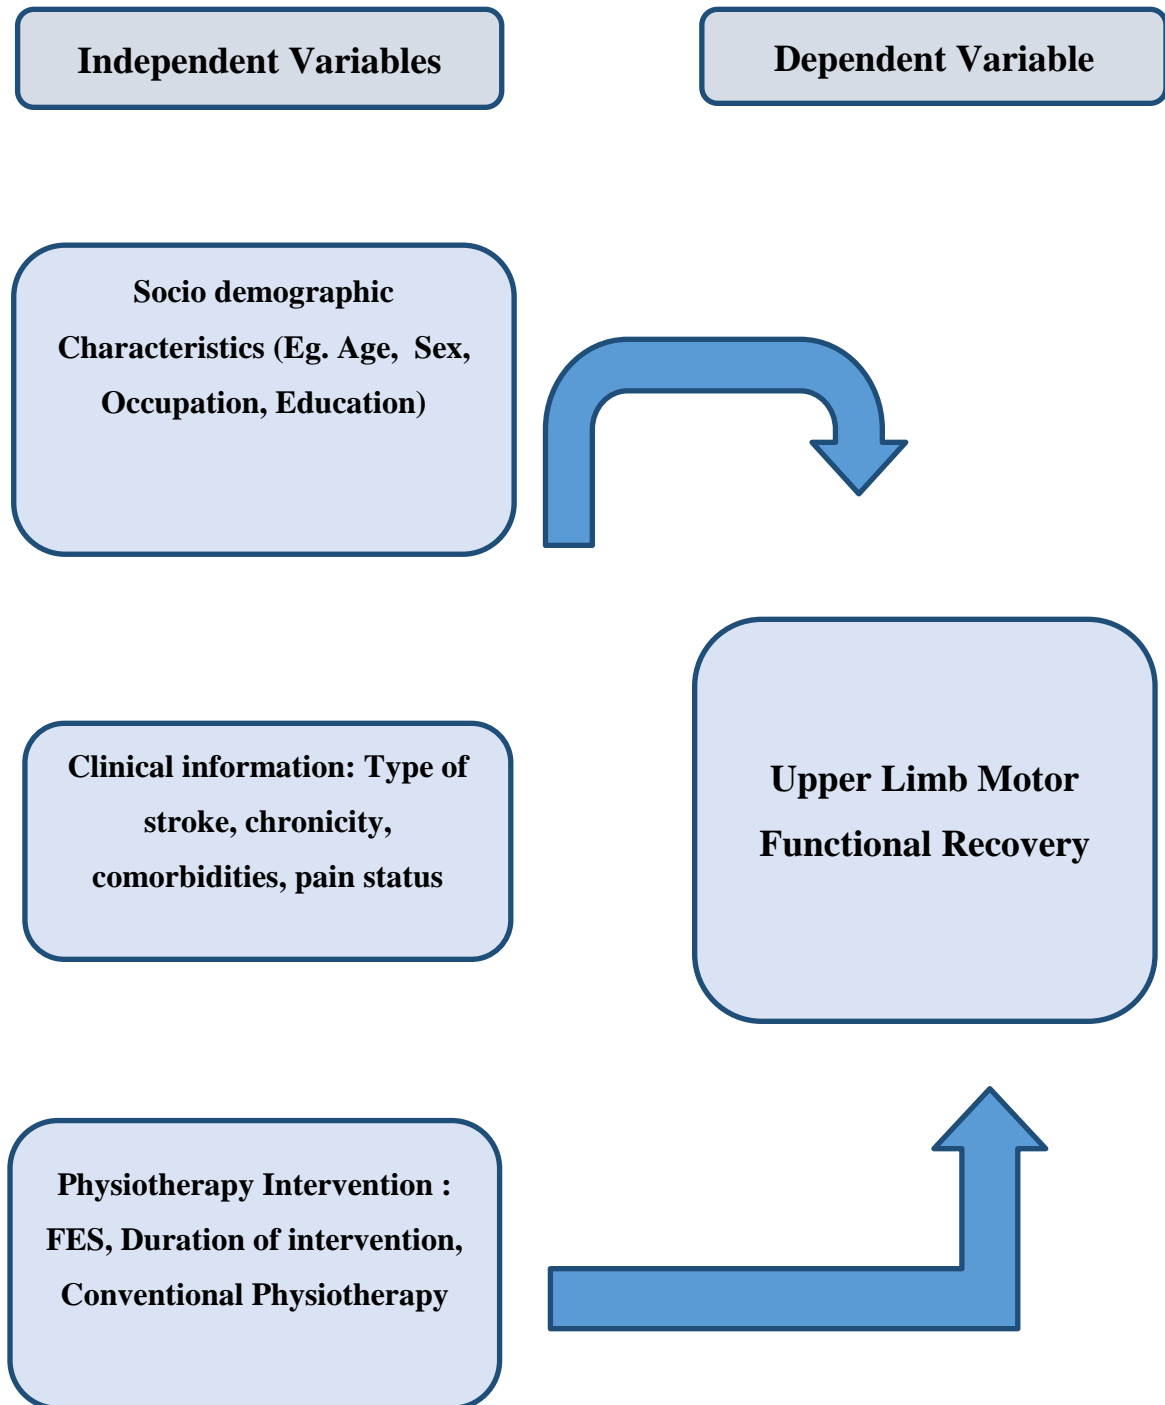 Independent Variables
Dependent Variable
Socio demographic
Characteristics (Eg. Age, Sex,
Occupation, Education)
Clinical information: Type of
stroke, chronicity,
comorbidities, pain status
Upper Limb Motor
Functional Recovery
Physiotherapy Intervention :
FES, Duration of intervention,
Conventional Physiotherapy